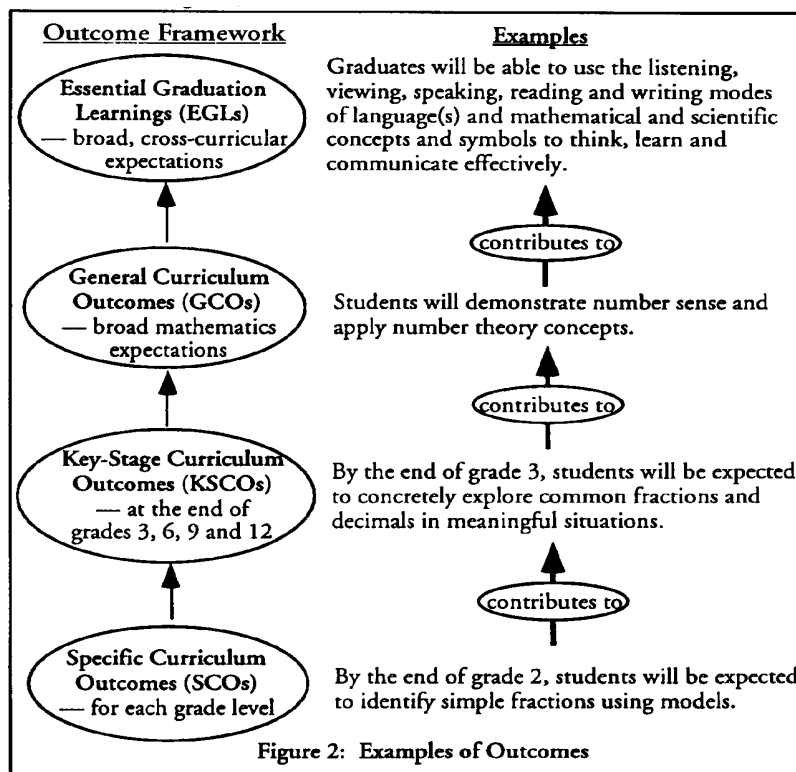 Outcome Framework
Essential Graduation
Learnings (EGLs)
— broad, cross-curricular
expectations
General Curriculum
Outcomes (GCOs)
— broad mathematics
expectations
Key-Stage Curriculum
Outcomes (KSCOs)
— at the end of
grades 3, 6, 9 and 12
Specific Curriculum
Outcomes (SCOs)
— for each grade level
Examples
Graduates will be able to use the listening,
viewing, speaking, reading and writing modes
of language(s) and mathematical and scientific
concepts and symbols to think, learn and
communicate effectively.
contributes to
Students will demonstrate number sense and
apply number theory concepts.
contributes to
By the end of grade 3, students will be expected
to concretely explore common fractions and
decimals in meaningful situations.
contributes to
By the end of grade 2, students will be expected
to identify simple fractions using models.
Figure 2: Examples of Outcomes